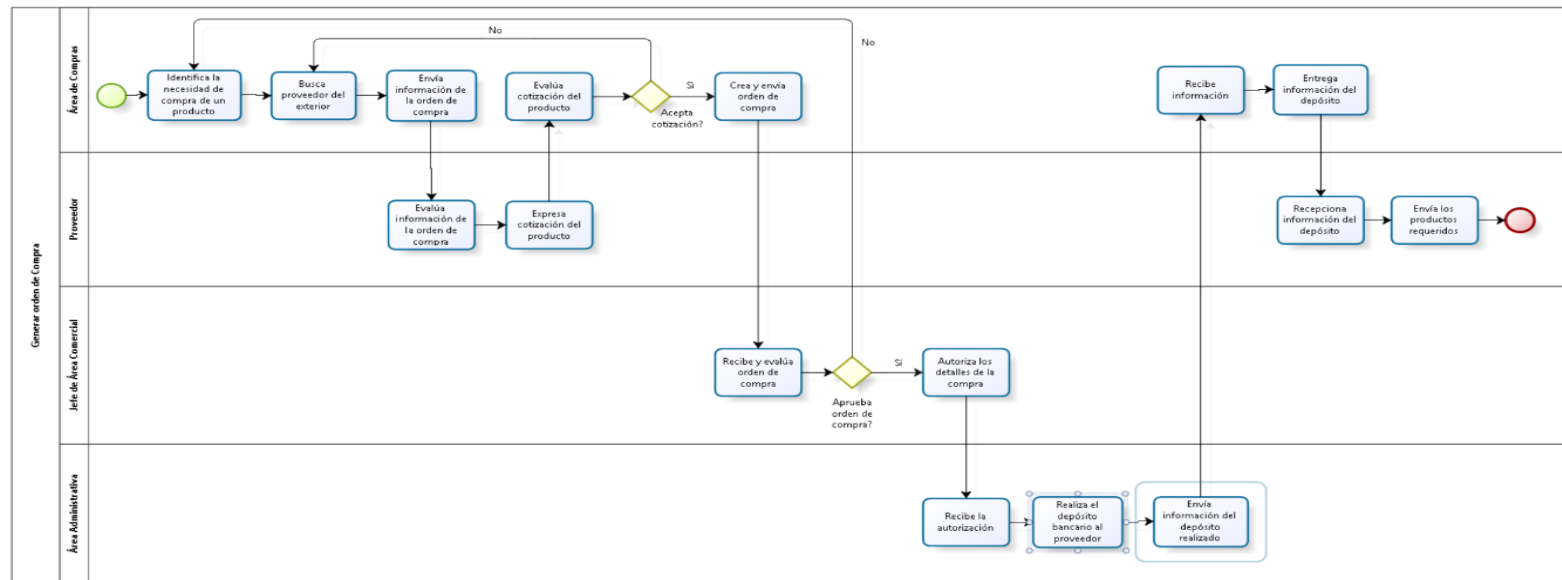 Generar orden de Compra
Área de Compras
Identifica la
necesidad de
compra de un
producto
Busca
proveedor del
exterior
Envía
información de
la orden de
compra
Evalúa
cotización del
producto
No
Acepta
cotización?
Sì
Crea y envía
orden de
compra
No
Recibe
información
Entrega
información del
depósito
Proveedor
Evalúa
información de
la orden de
compra
Expresa
cotización del
producto
Recepciona
información del
depósito
Envía los
productos
requeridos
Jefe de Área Comercial
Recibe y evalúa
orden de
compra
Aprueba
orden de
compra?
Sí
Autoriza los
detalles de la
compra
Área Administrativa
Recibe la
autorización
Realiza el
depósito
bancario al
proveedor
Envía
información del
depósito
realizado